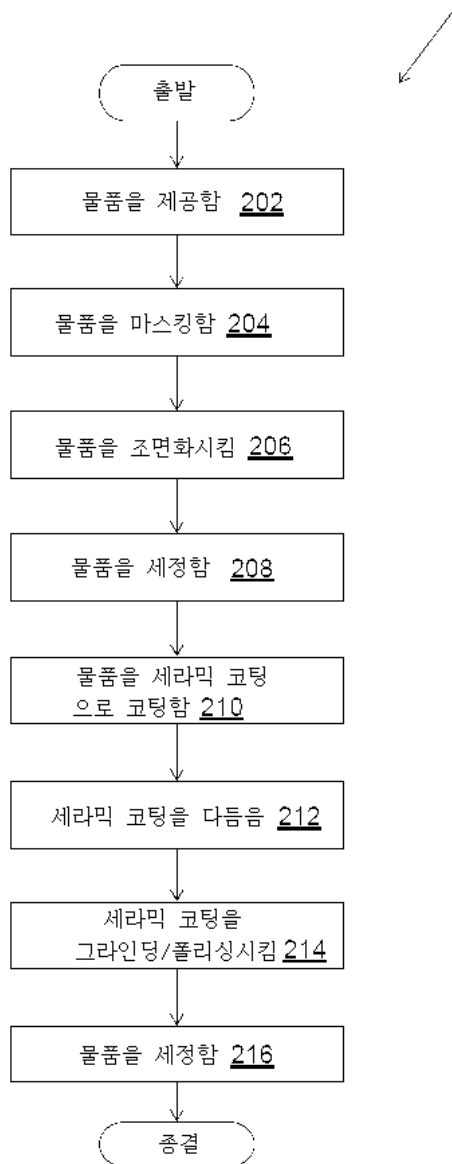 출발
물품을 제공함 202
물품을 마스킹함 204
물품을 조면화시킴 206
물품을 세정함 208
물품을 세라믹 코팅
으로 코팅함 210
세라믹 코팅을 다듬음 212
세라믹 코팅을
그라인딩/폴리싱시킴 214
물품을 세정함 216
종결